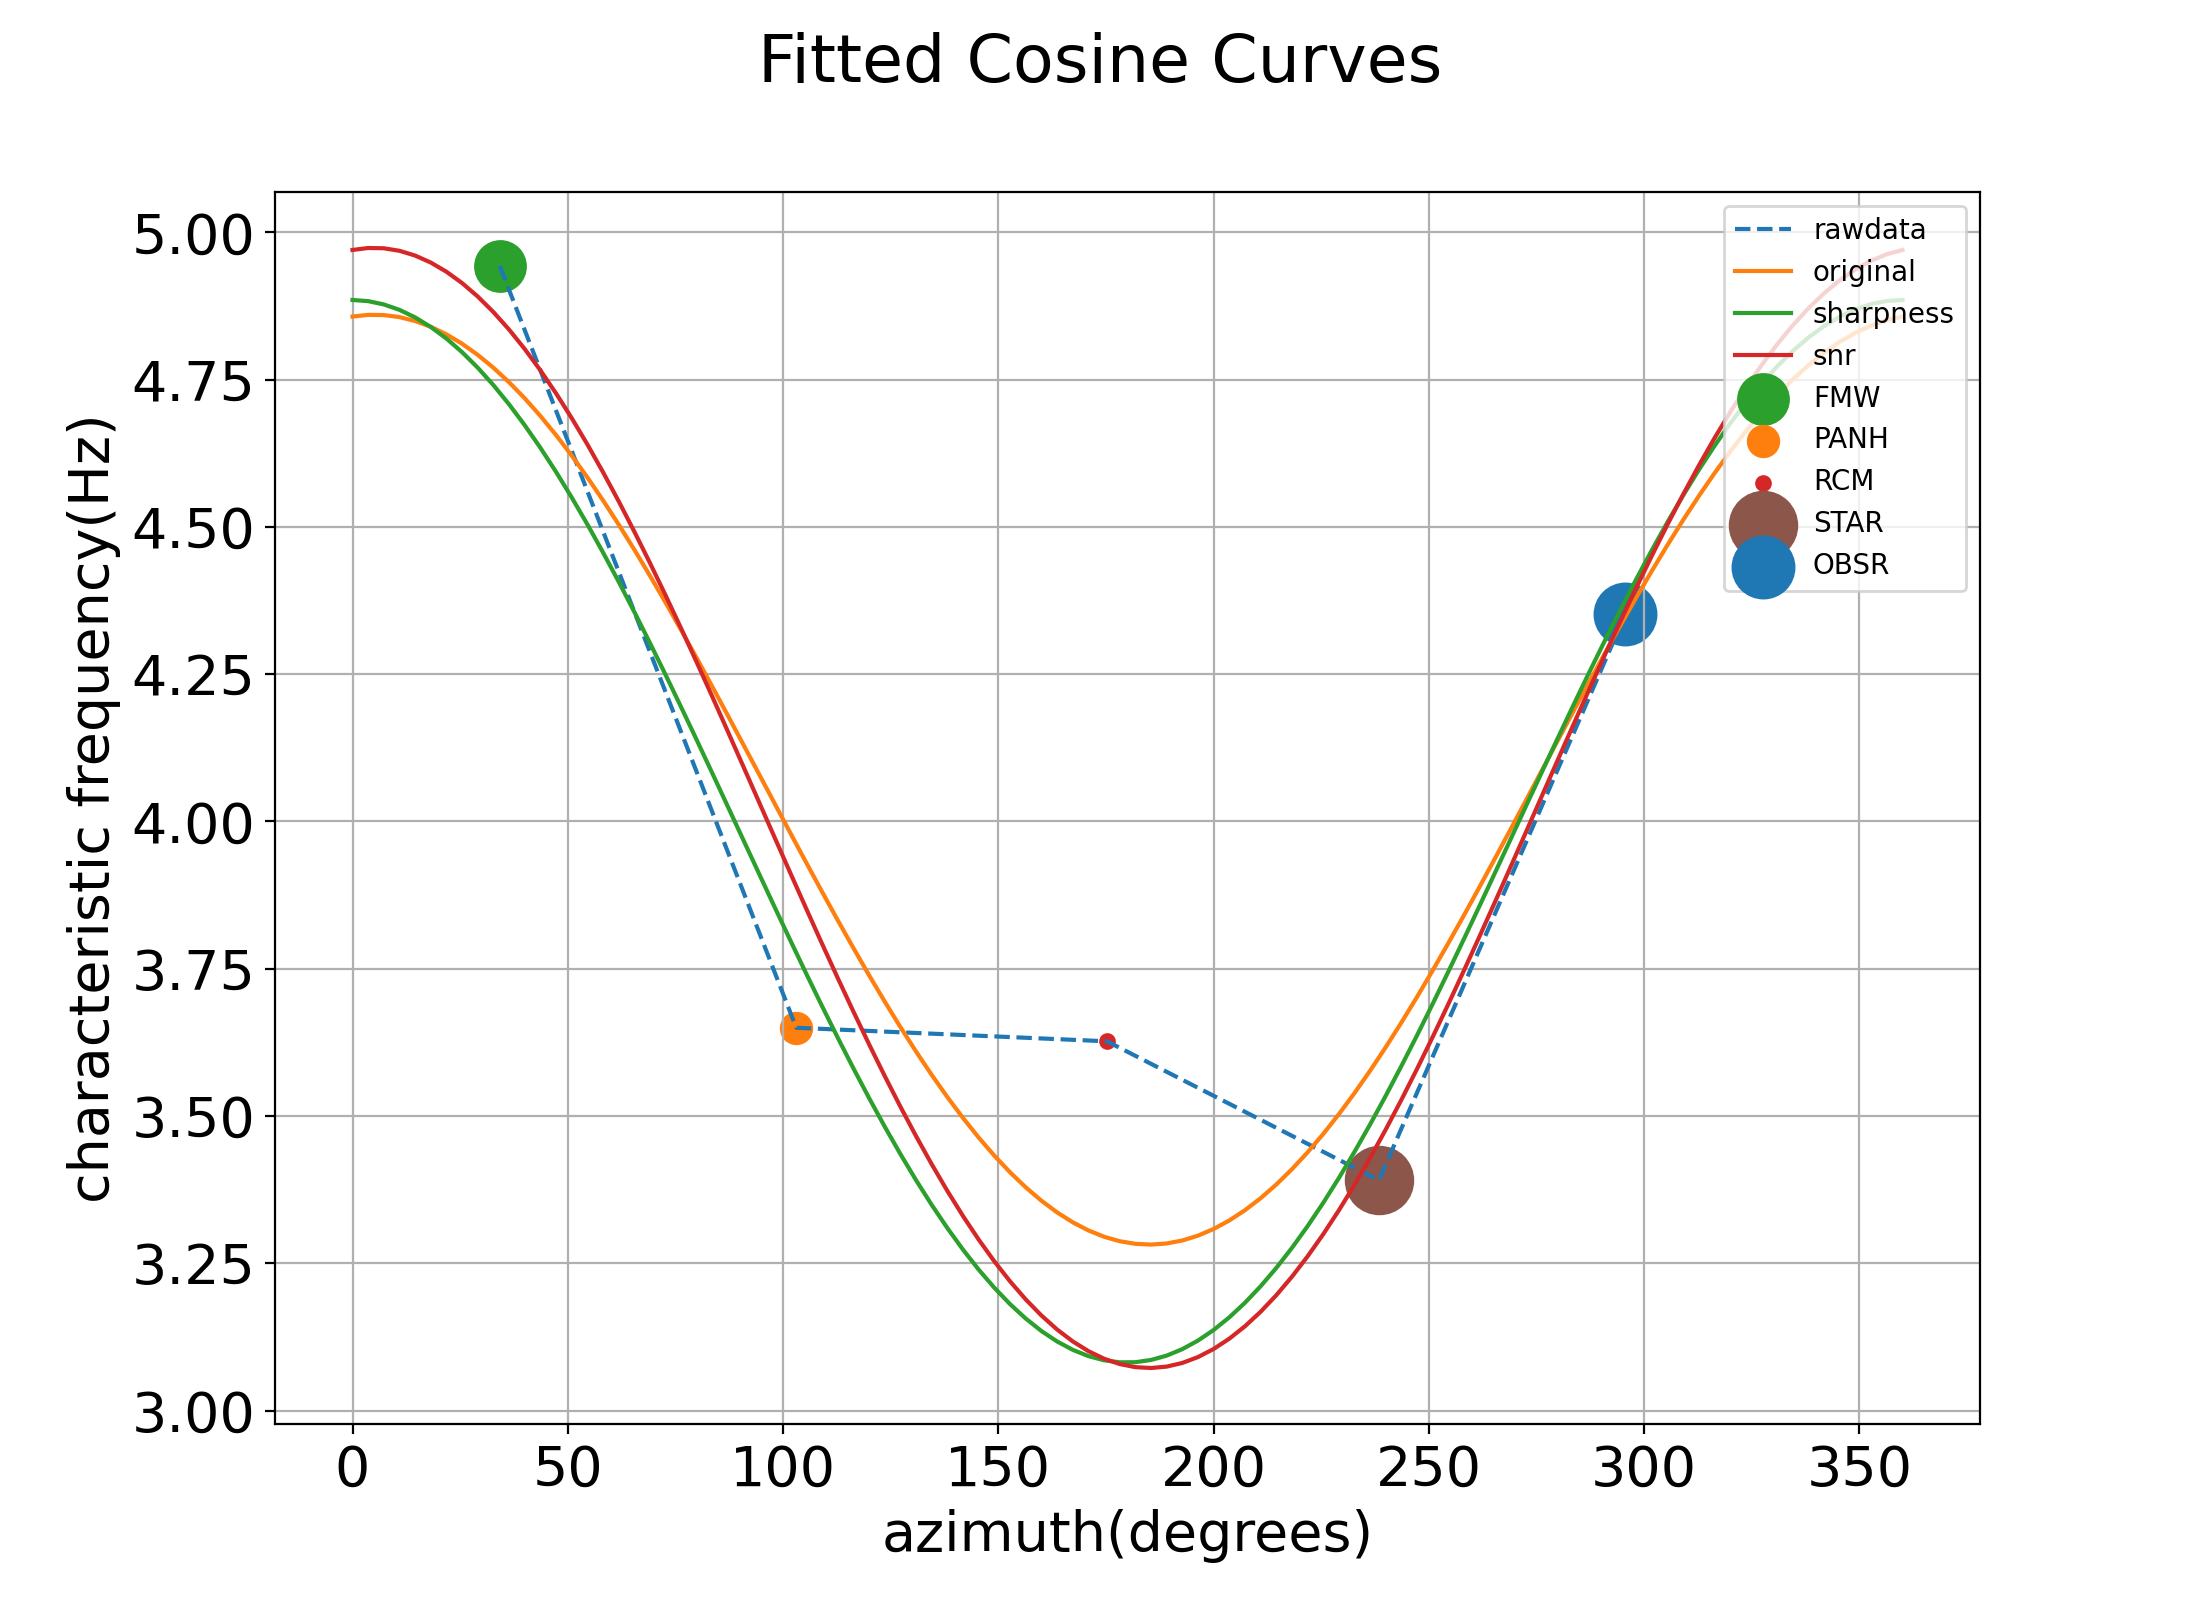 Fitted Cosine Curves
5.00
4.75
4.50
4.25
4.00
3.75
3.50
3.25
3.00
characteristic frequency(Hz)
rawdata
original
sharpness
snr
FMW
PANH
RCM
STAR
OBSR
0 50 100 150 200 250 300 350
azimuth(degrees)